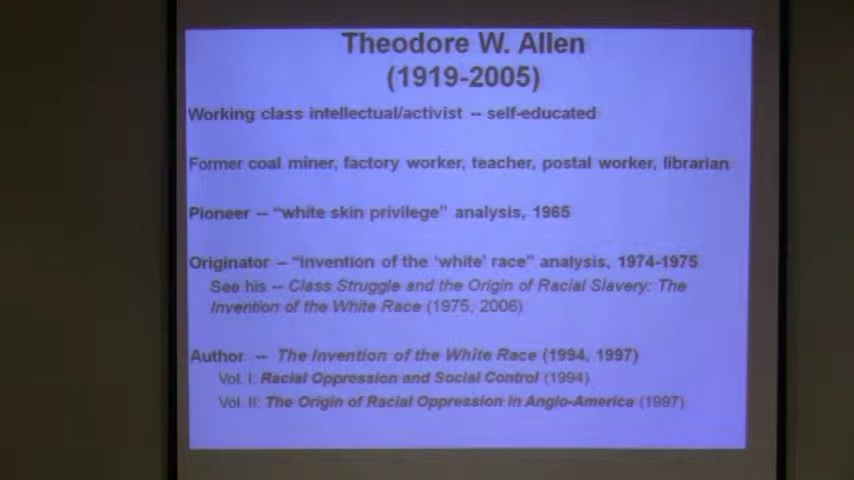 Theodore W. Allen
(1919-2005)
Working class intellectual/activist -- self-educated
Former coal miner, factory worker, teacher, postal worker, librarian
Pioneer -- “white skin privilege” analysis, 1965
Originator -- “invention of the ‘white’ race” analysis, 1974-1975
See his -- Class Struggle and the Origin of Racial Slavery: The
Invention of the White Race (1975, 2006)
Author -- The Invention of the White Race (1994, 1997)
Vol. I: Racial Oppression and Social Control (1994)
Vol. II: The Origin of Racial Oppression in Anglo-America (1997)